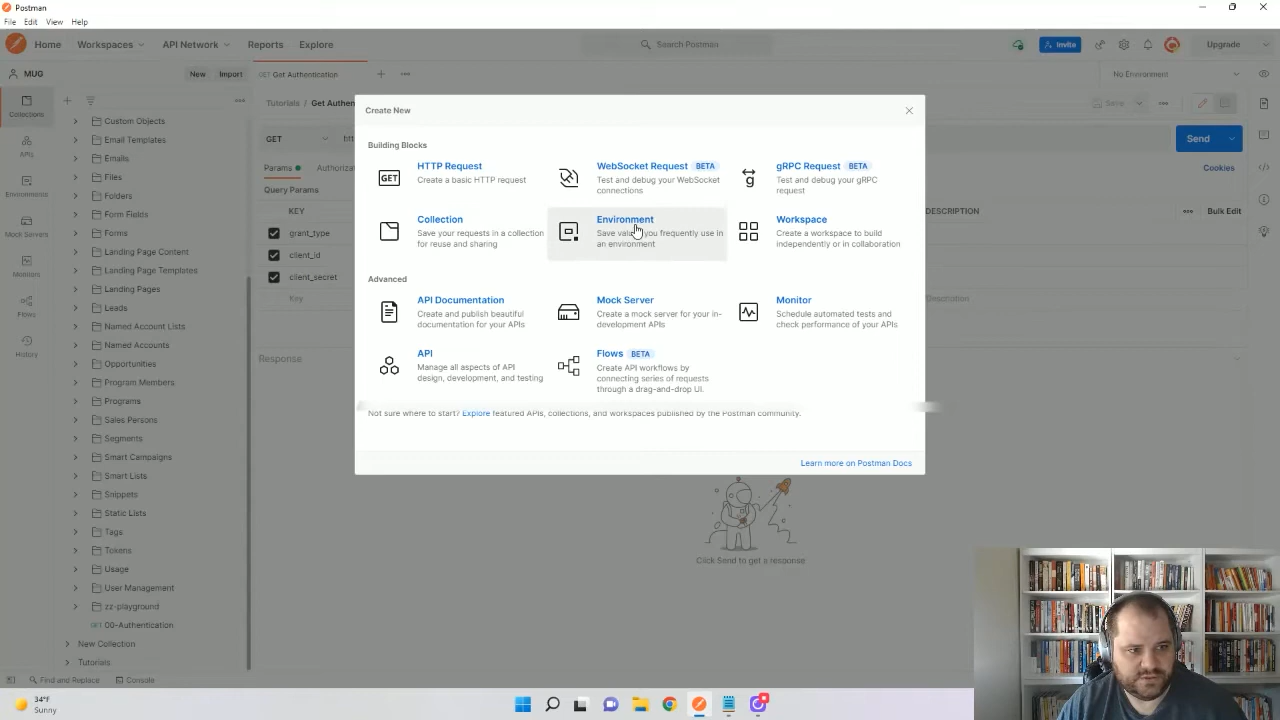 Postman
File Edit View Help
Home Workspaces API Network Reports Explore
Search Postman
Invite
Upgrade
MUG
New Import
GET Get Authentication
No Environment
Collections
APIs
Environments
Mock Servers
Monitors
Flows
History
Custom Objects
Email Templates
Emails
Files
Folders
Form Fields
Forms
Landing Page Content
Landing Page Templates
Landing Pages
Leads
Named Account Lists
Named Accounts
Opportunities
Program Members
Programs
Sales Persons
Segments
Smart Campaigns
Smart Lists
Snippets
Static Lists
Tags
Tokens
Usage
User Management
zz-playground
GET 00-Authentication
New Collection
Tutorials
Tutorials / Get Authen
Save
GET
htt
Send
Params Authoriza
Cookies
Query Params
KEY
DESCRIPTION
Bulk Edit
grant_type
client_id
client_secret
Key
Description
Response
Create New
Building Blocks
GET
HTTP Request
Create a basic HTTP request
WebSocket Request BETA
Test and debug your WebSocket
connections
gRPC Request BETA
Test and debug your gRPC
request
Collection
Save your requests in a collection
for reuse and sharing
Environment
Save values you frequently use in
an environment
Workspace
Create a workspace to build
independently or in collaboration
Advanced
API Documentation
Create and publish beautiful
documentation for your APIs
Mock Server
Create a mock server for your in-
development APIs
Monitor
Schedule automated tests and
check performance of your APIs
API
Manage all aspects of API
design, development, and testing
Flows BETA
Create API workflows by
connecting series of requests
through a drag-and-drop UI.
Not sure where to start? Explore featured APIs, collections, and workspaces published by the Postman community.
Learn more on Postman Docs
Click Send to get a response
Find and Replace
Console
34°F
Sunny